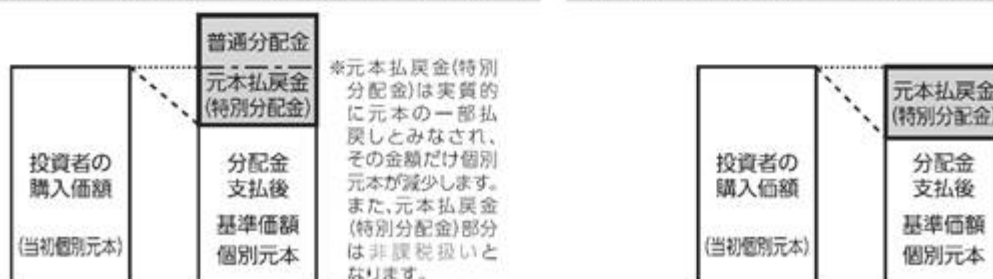 普通分配金
元本払戻金
(特別分配金)
投資者の
購入価額
(当初個別元本)
分配金
支払後
基準価額
個別元本
※元本払戻金(特別
分配金)は実質的
に元本の一部払
戻しとみなされ、
その金額だけ個別
元本が減少します。
また、元本払戻金
(特別分配金)部分
は非課税扱いと
なります。
投資者の
購入価額
(当初個別元本)
元本払戻金
(特別分配金)
分配金
支払後
基準価額
個別元本